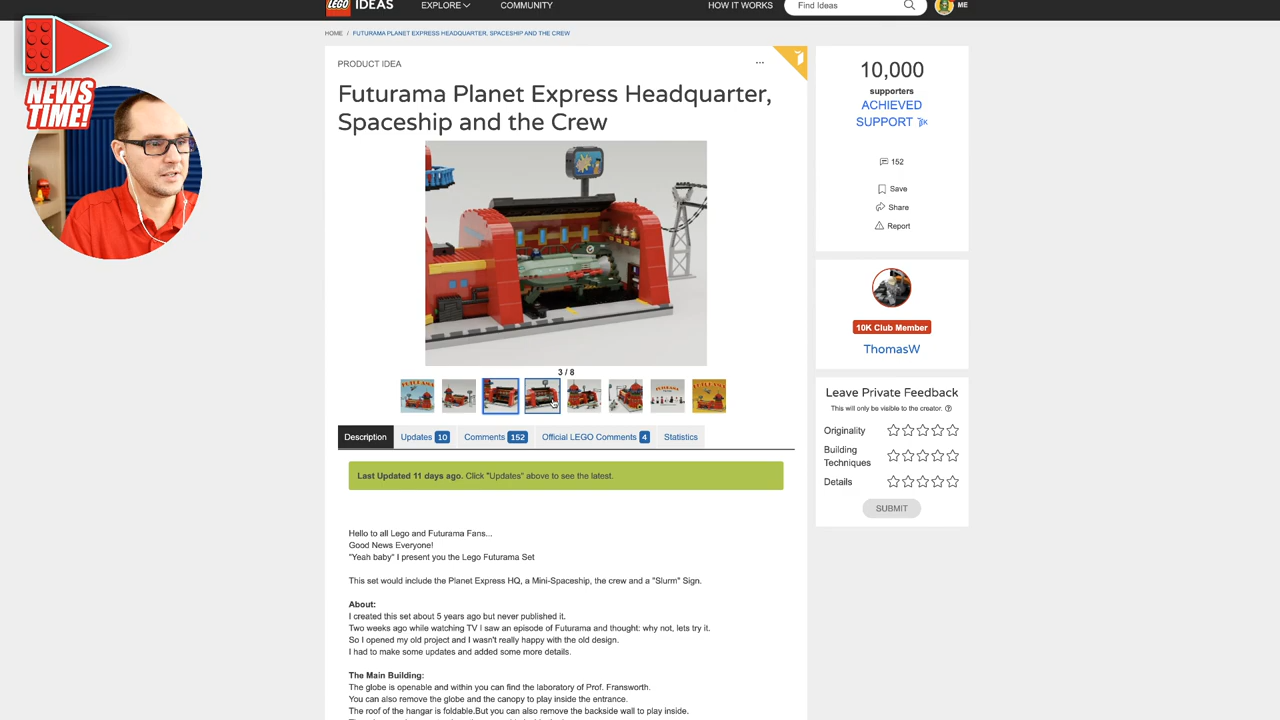 LEGO
IDEAS
EXPLORE
COMMUNITY
HOW IT WORKS
Find Ideas
ME
NEWS
TIME!
HOME / FUTURAMA PLANET EXPRESS HEADQUARTER, SPACESHIP AND THE CREW
PRODUCT IDEA
...
Futurama Planet Express Headquarter,
Spaceship and the Crew
3 / 8
Description
Updates 10
Comments 152
Official LEGO Comments 4
Statistics
Last Updated 11 days ago. Click "Updates" above to see the latest.
Hello to all Lego and Futurama Fans...
Good News Everyone!
"Yeah baby" I present you the Lego Futurama Set
This set would include the Planet Express HQ, a Mini-Spaceship, the crew and a "Slurm" Sign.
About:
I created this set about 5 years ago but never published it.
Two weeks ago while watching TV I saw an episode of Futurama and thought: why not, lets try it.
So I opened my old project and I wasn't really happy with the old design.
I had to make some updates and added some more details.
The Main Building:
The globe is openable and within you can find the laboratory of Prof. Fransworth.
You can also remove the globe and the canopy to play inside the entrance.
The roof of the hangar is foldable.But you can also remove the backside wall to play inside.
10,000
supporters
ACHIEVED
SUPPORT
152
Save
Share
Report
10K Club Member
ThomasW
Leave Private Feedback
This will only be visible to the creator.
Originality
Building
Techniques
Details
SUBMIT